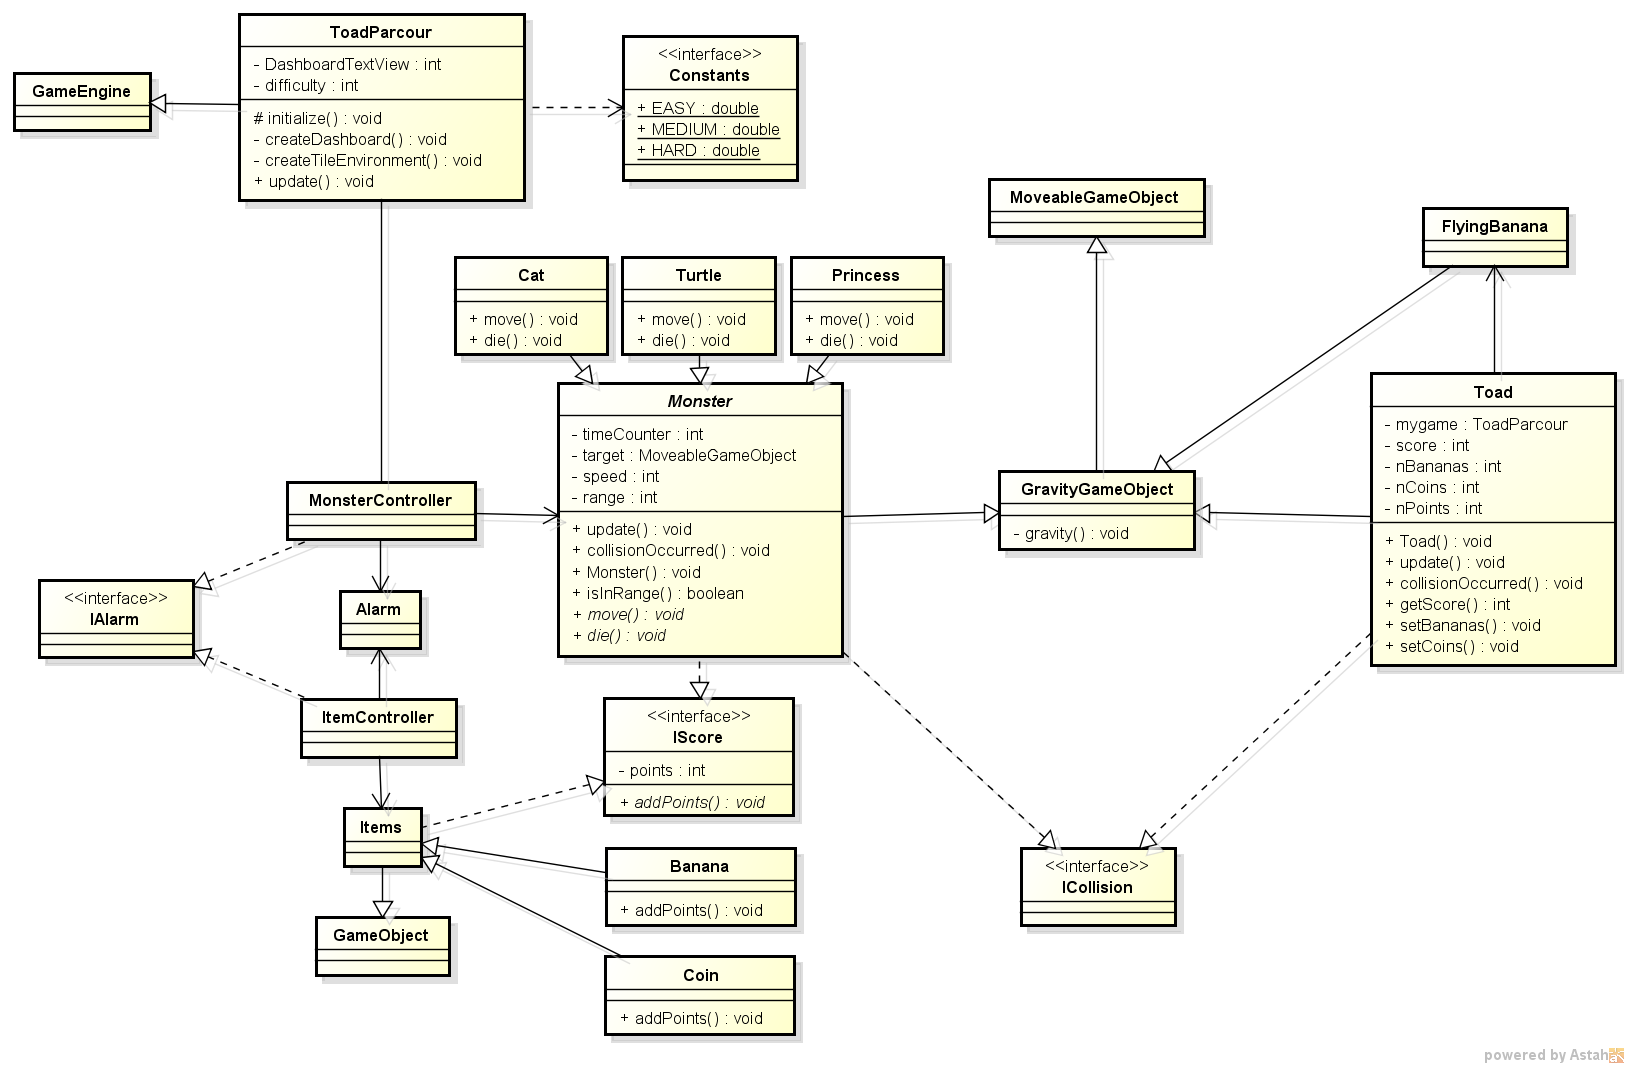 ToadParcour
- DashboardTextView : int
- difficulty : int
# initialize() : void
- createDashboard() : void
- createTileEnvironment() : void
+ update() : void
<<interface>>
Constants
+ EASY : double
+ MEDIUM : double
+ HARD : double
GameEngine
MoveableGameObject
FlyingBanana
Cat
+ move() : void
+ die() : void
Turtle
+ move() : void
+ die() : void
Princess
+ move() : void
+ die() : void
Monster
- timeCounter : int
- target : MoveableGameObject
- speed : int
- range : int
+ update() : void
+ collisionOccurred() : void
+ Monster() : void
+ isInRange() : boolean
+ move() : void
+ die() : void
Toad
- mygame : ToadParcour
- score : int
- nBananas : int
- nCoins : int
- nPoints : int
+ Toad() : void
+ update() : void
+ collisionOccurred() : void
+ getScore() : int
+ setBananas() : void
+ setCoins() : void
GravityGameObject
- gravity() : void
MonsterController
<<interface>>
IAlarm
Alarm
ItemController
<<interface>>
IScore
- points : int
+ addPoints() : void
Items
Banana
+ addPoints() : void
<<interface>>
ICollision
GameObject
Coin
+ addPoints() : void
powered by Astah